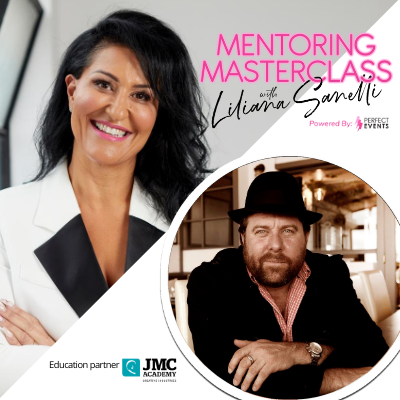 MENTORING
MASTERCLASS
with
Liliana Sanelli
Powered By: PERFECT
EVENTS
Education partner JMC
ACADEMY